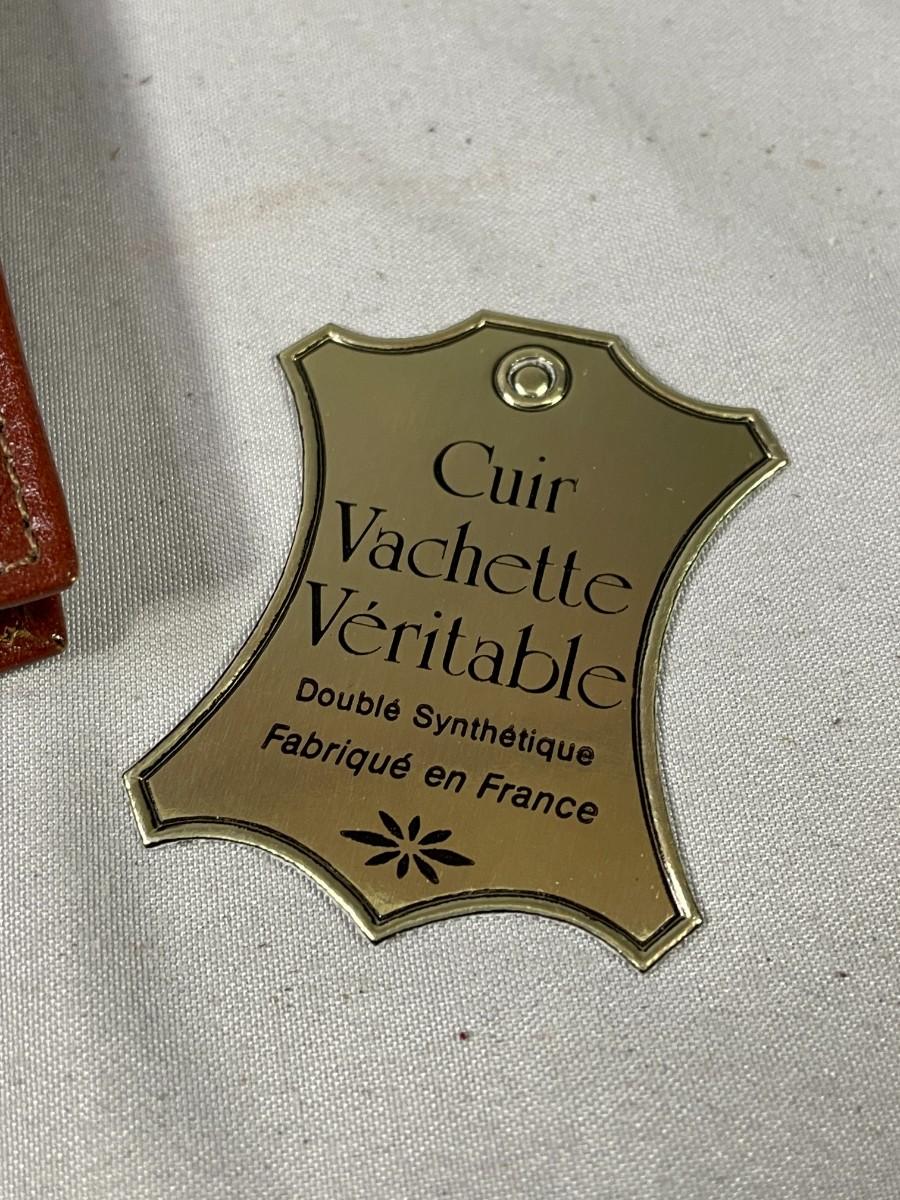 Cuir
Vachette
Véritable
Doublé Synthétique
Fabriqué en France